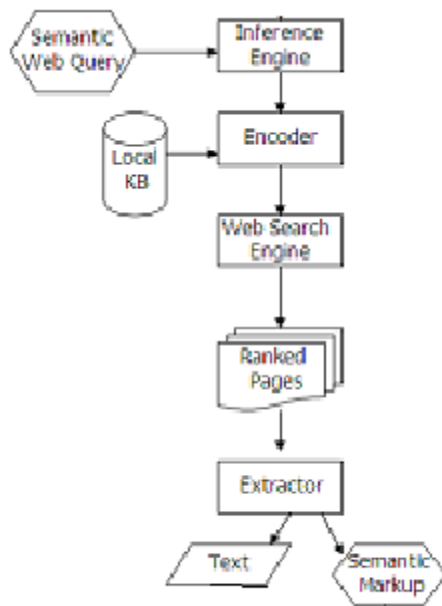 Semantic
Web Query
Inference
Engine
Local
KB
Encoder
Web Search
Engine
Ranked
Pages
Extractor
Text
Semantic
Markup